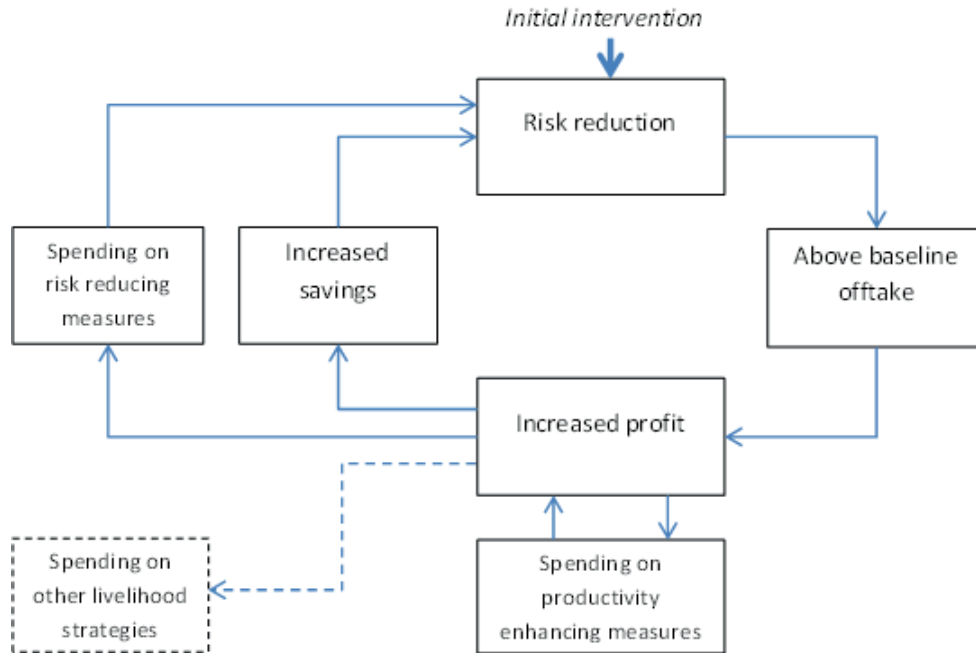 Initial intervention
Risk reduction
Spending on
risk reducing
measures
Increased
savings
Above baseline
offtake
Increased profit
Spending on
other livelihood
strategies
Spending on
productivity
enhancing measures